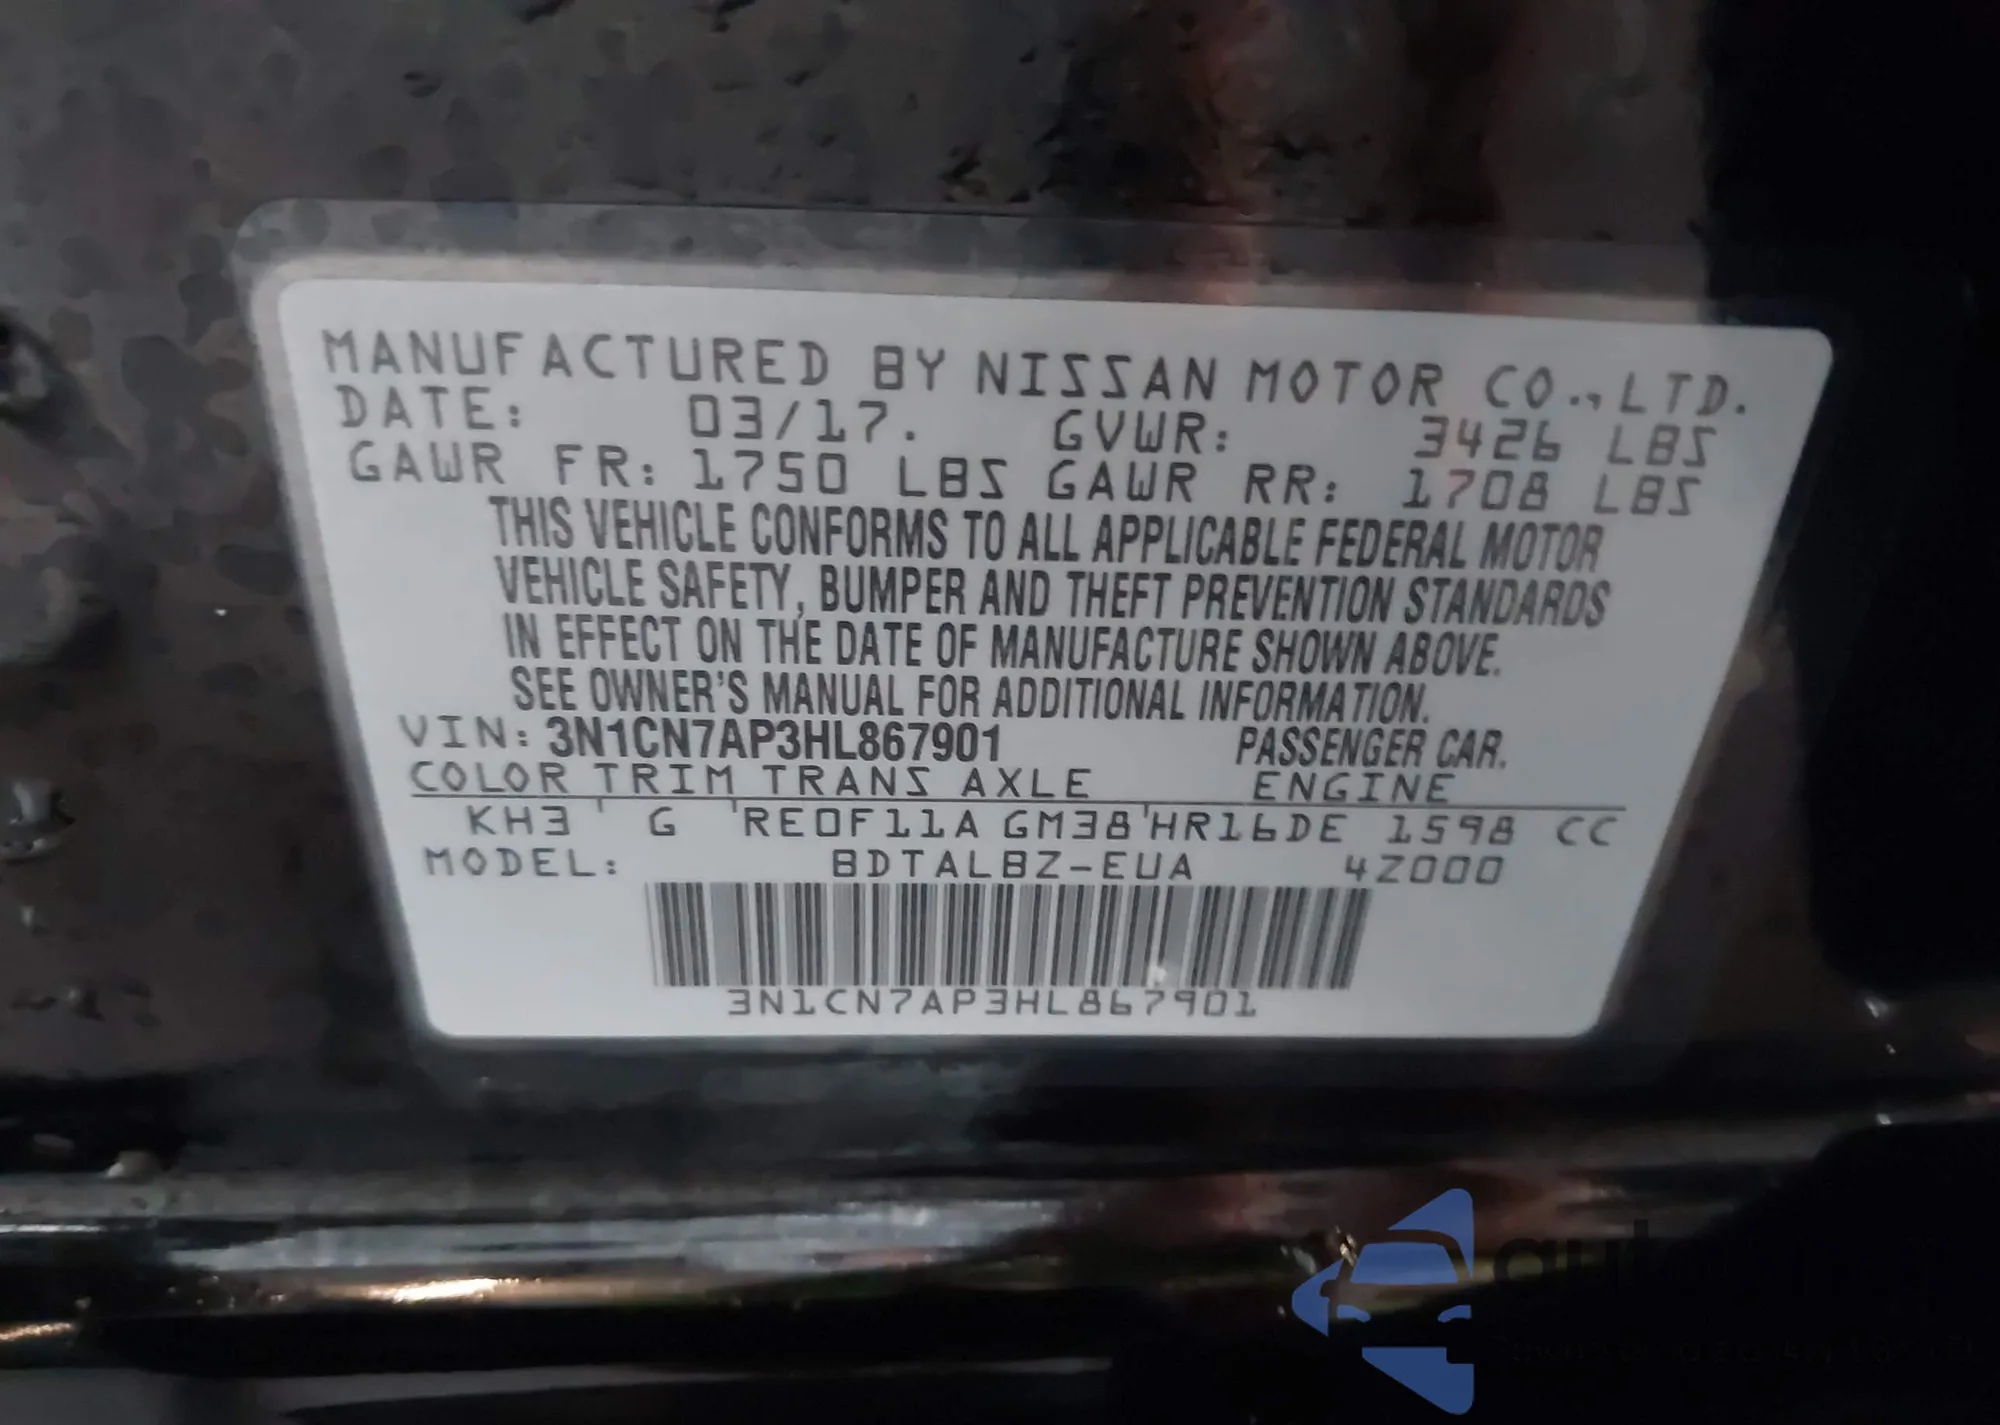 MANUFACTURED BY NISSAN MOTOR CO.,LTD.
DATE: 03/17. GVWR: 3426 LBS
GAWR FR: 1750 LBS GAWR RR: 1708 LBS
THIS VEHICLE CONFORMS TO ALL APPLICABLE FEDERAL MOTOR
VEHICLE SAFETY, BUMPER AND THEFT PREVENTION STANDARDS
IN EFFECT ON THE DATE OF MANUFACTURE SHOWN ABOVE.
SEE OWNER'S MANUAL FOR ADDITIONAL INFORMATION.
VIN: 3N1CN7AP3HL867901 PASSENGER CAR.
COLOR TRIM TRANS AXLE ENGINE
KH3 ' G 'RE0F11A GM38'HR16DE 1598 CC
MODEL: BDTALBZ-EUA 4Z000
3N1CN7AP3HL867901